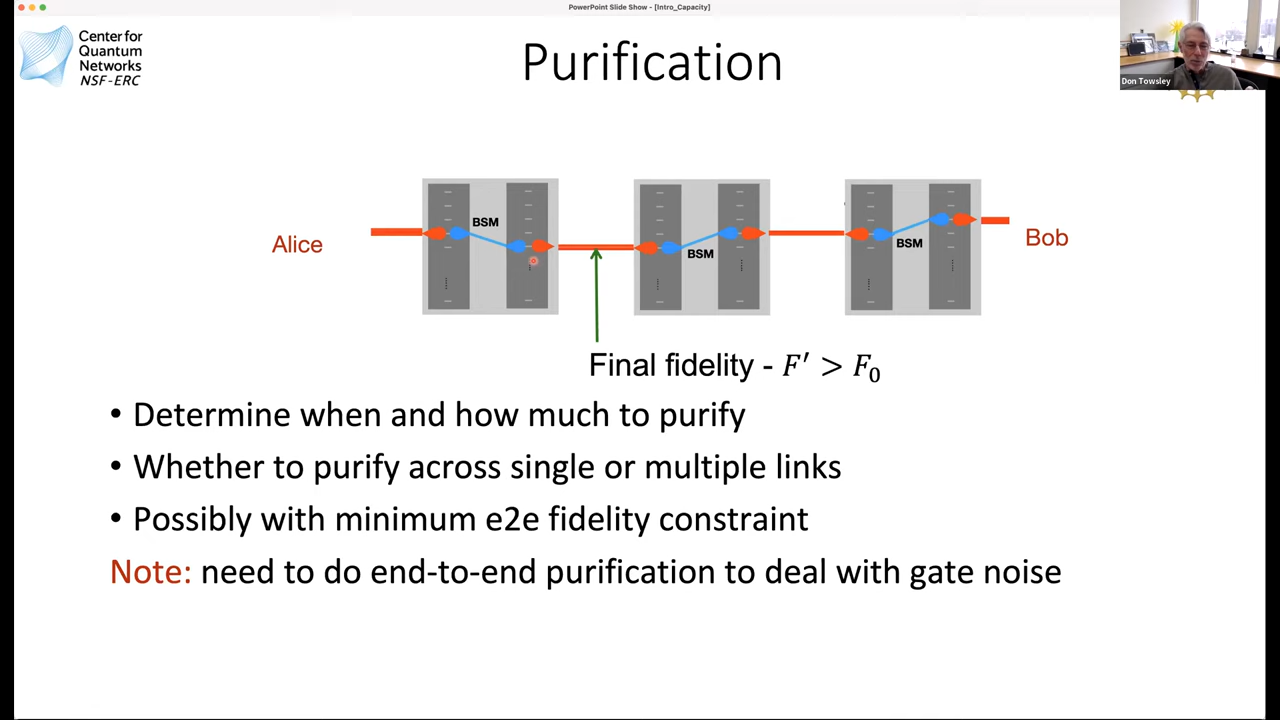 PowerPoint Slide Show - [Intro_Capacity]
Center for
Quantum
Networks
NSF-ERC
Purification
Don Towsley
BSM
BSM
BSM
Alice
Bob
Final fidelity - F′ > F₀
• Determine when and how much to purify
• Whether to purify across single or multiple links
• Possibly with minimum e2e fidelity constraint
Note: need to do end-to-end purification to deal with gate noise